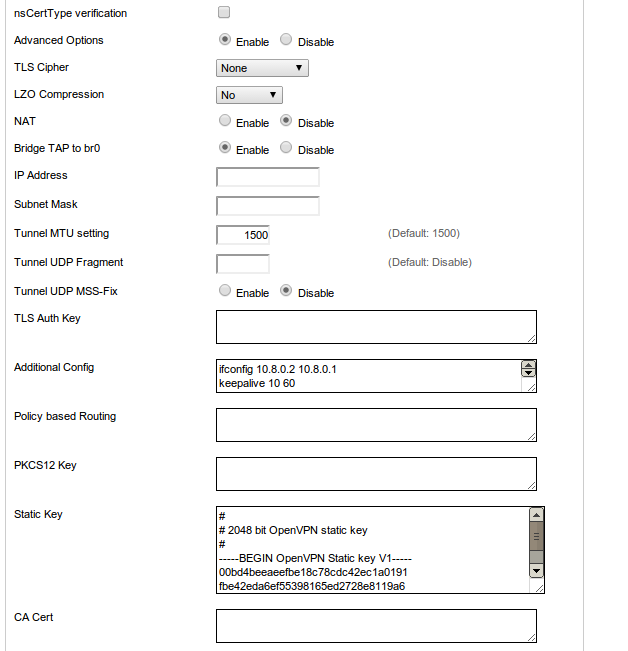 nsCertType verification
Advanced Options Enable Disable
TLS Cipher None
LZO Compression No
NAT Enable Disable
Bridge TAP to br0 Enable Disable
IP Address
Subnet Mask
Tunnel MTU setting 1500 (Default: 1500)
Tunnel UDP Fragment (Default: Disable)
Tunnel UDP MSS-Fix Enable Disable
TLS Auth Key
Additional Config ifconfig 10.8.0.2 10.8.0.1
keepalive 10 60
Policy based Routing
PKCS12 Key
Static Key #
# 2048 bit OpenVPN static key
#
-----BEGIN OpenVPN Static key V1-----
00bd4beeaeefbe18c78cdc42ec1a0191
fbe42eda6ef55398165ed2728e8119a6
CA Cert